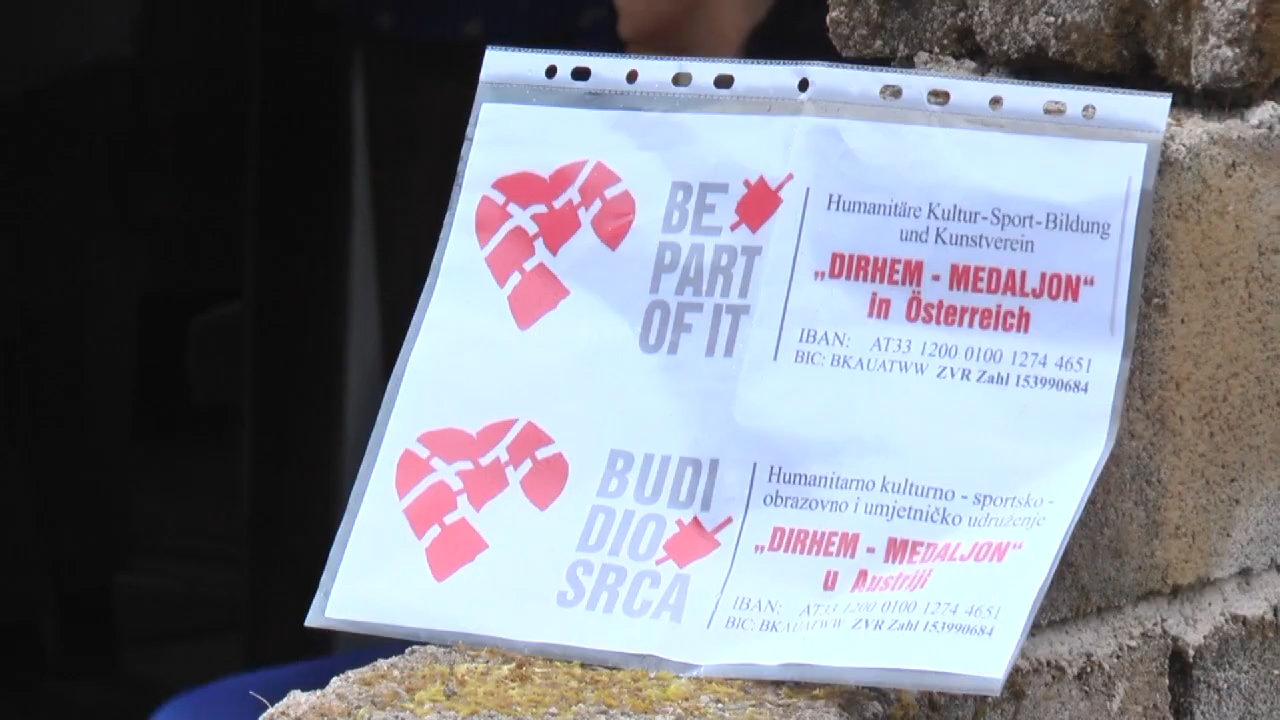 BE
PART
OF IT
Humanitäre Kultur-Sport-Bildung
und Kunstverein
„DIRHEM - MEDALJON“
in Österreich
IBAN: AT33 1200 0100 1274 4651
BIC: BKAUATWW ZVR Zahl 153990684
BUDI
DIO
SRCA
Humanitarno kulturno - sportsko -
obrazovno i umjetničko udruženje
„DIRHEM - MEDALJON“
u Austriji
IBAN: AT33 1200 0100 1274 4651
BIC: BKAUATWW ZVR Zahl 153990684